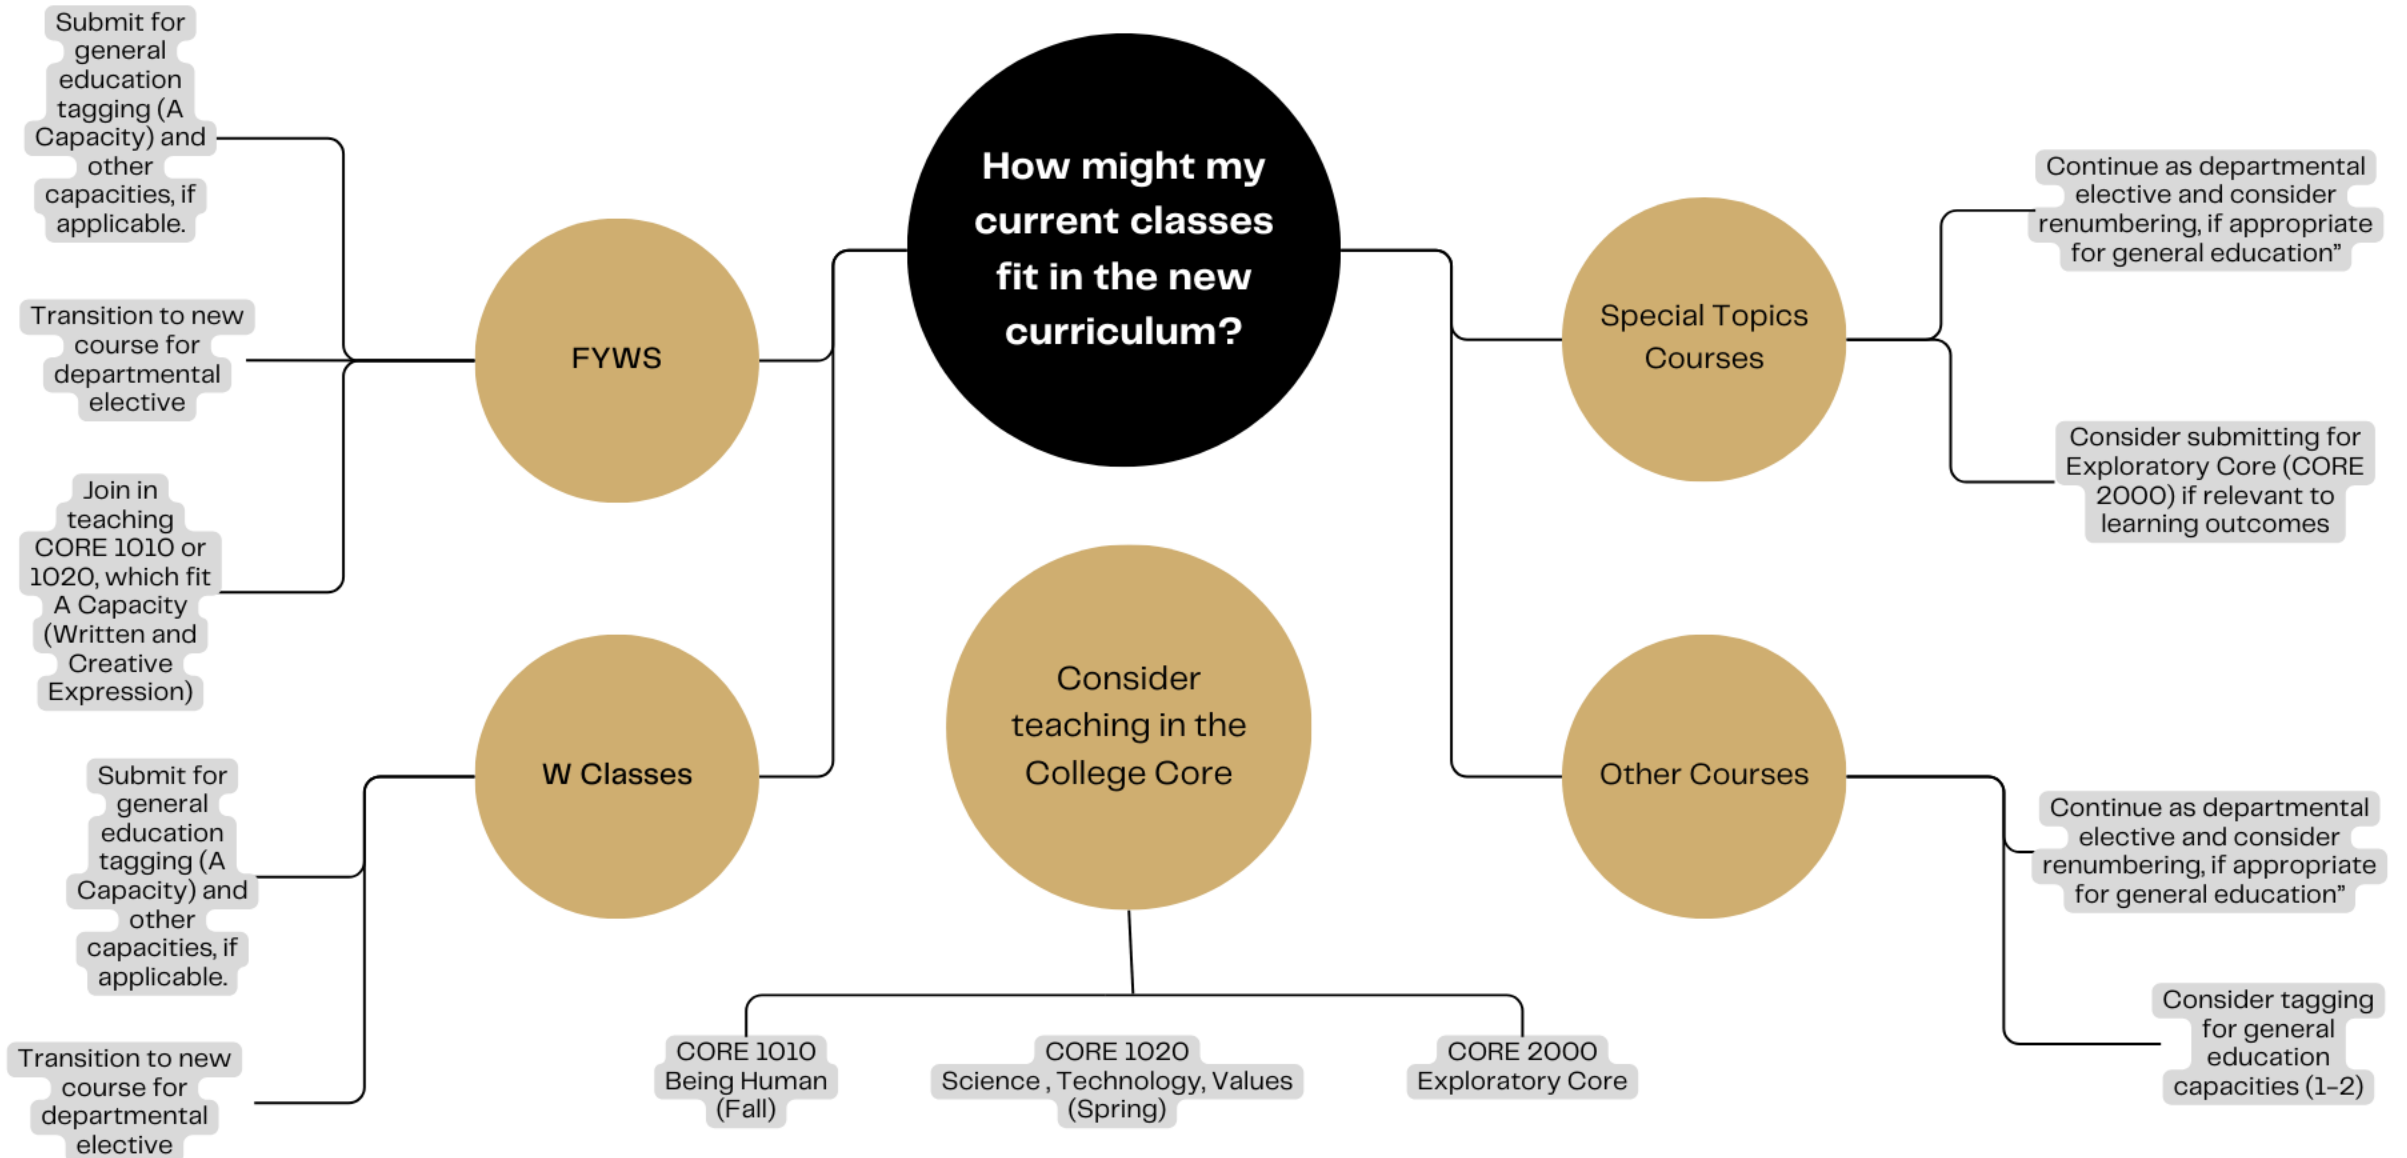 How might my
current classes
fit in the new
curriculum?
FYWS
Submit for
general
education
tagging (A
Capacity) and
other
capacities, if
applicable.
Transition to new
course for
departmental
elective
Join in
teaching
CORE 1010 or
1020, which fit
A Capacity
(Written and
Creative
Expression)
W Classes
Submit for
general
education
tagging (A
Capacity) and
other
capacities, if
applicable.
Transition to new
course for
departmental
elective
Consider
teaching in the
College Core
CORE 1010
Being Human
(Fall)
CORE 1020
Science , Technology, Values
(Spring)
CORE 2000
Exploratory Core
Special Topics
Courses
Continue as departmental
elective and consider
renumbering, if appropriate
for general education”
Consider submitting for
Exploratory Core (CORE
2000) if relevant to
learning outcomes
Other Courses
Continue as departmental
elective and consider
renumbering, if appropriate
for general education”
Consider tagging
for general
education
capacities (1-2)